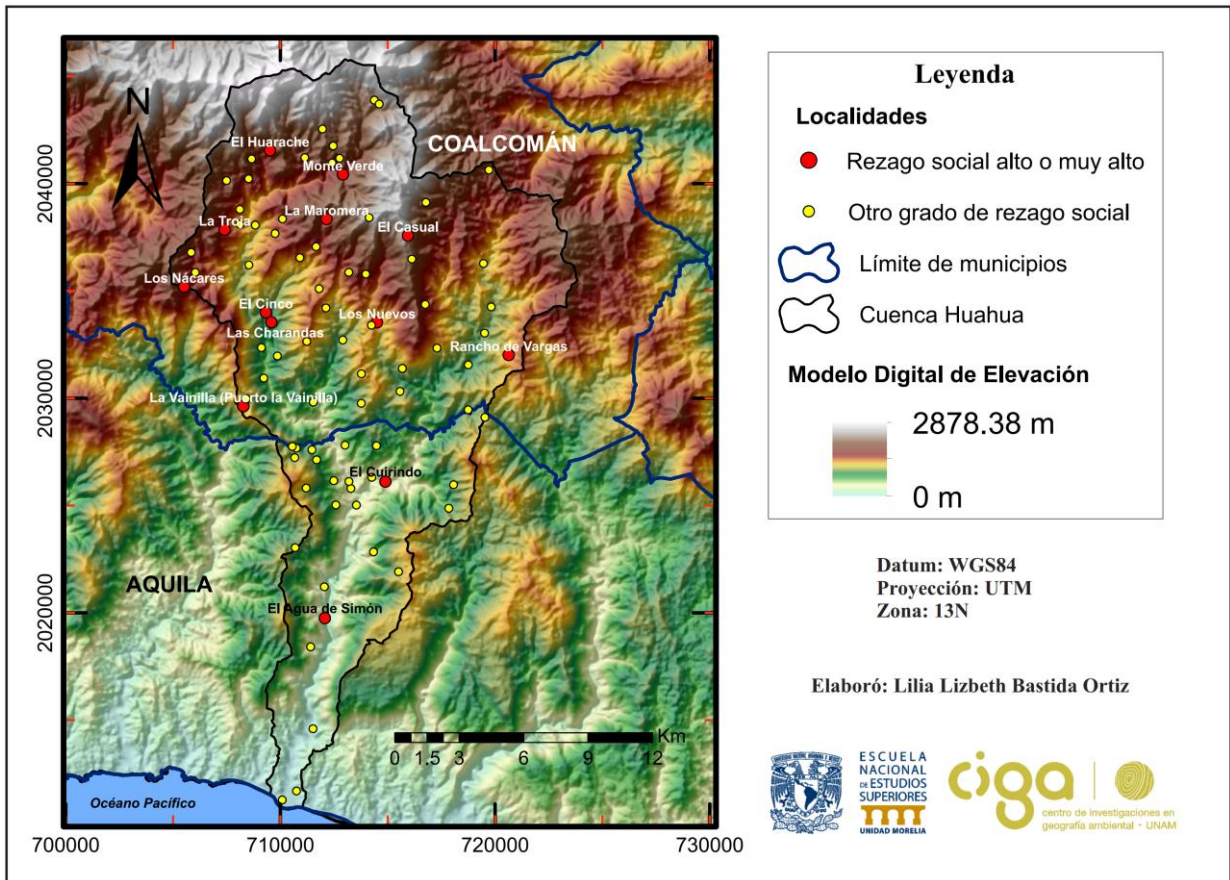 N
COALCOMÁN
El Huarache
Monte Verde
La Troja
La Maromera
El Casual
Los Nácares
El Cinco
Las Charandas
Los Nuevos
Rancho de Vargas
La Vainilla (Puerto la Vainilla)
El Cuirindo
AQUILA
El Agua de Simón
Km
0 1.5 3 6 9 12
Océano Pacífico
2040000
2030000
2020000
700000 710000 720000 730000
Leyenda
Localidades
Rezago social alto o muy alto
Otro grado de rezago social
Límite de municipios
Cuenca Huahua
Modelo Digital de Elevación
2878.38 m
0 m
Datum: WGS84
Proyección: UTM
Zona: 13N
Elaboró: Lilia Lizbeth Bastida Ortiz
ESCUELA
NACIONAL
DE ESTUDIOS
SUPERIORES
UNIDAD MORELIA
ciga
centro de investigaciones en
geografía ambiental • UNAM